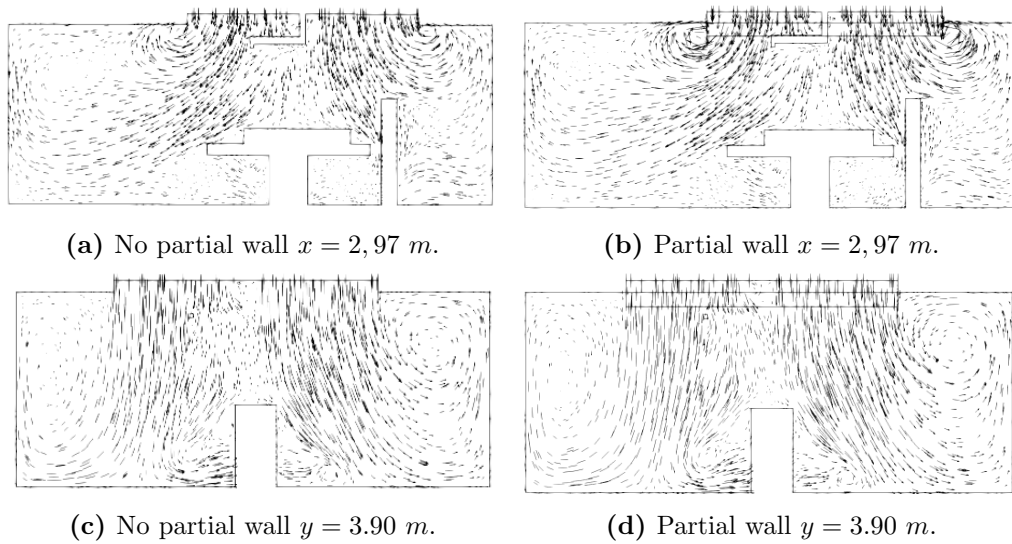 (a) No partial wall x = 2, 97 m.
(b) Partial wall x = 2, 97 m.
(c) No partial wall y = 3.90 m.
(d) Partial wall y = 3.90 m.